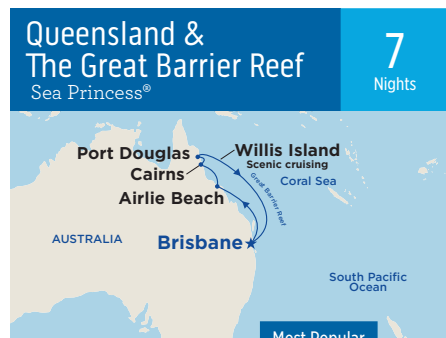 Queensland &
The Great Barrier Reef
Sea Princess®
7
Nights
Port Douglas
Willis Island
Scenic cruising
Cairns
Coral Sea
Great Barrier Reef
Airlie Beach
AUSTRALIA
Brisbane
South Pacific
Ocean
Most Popular